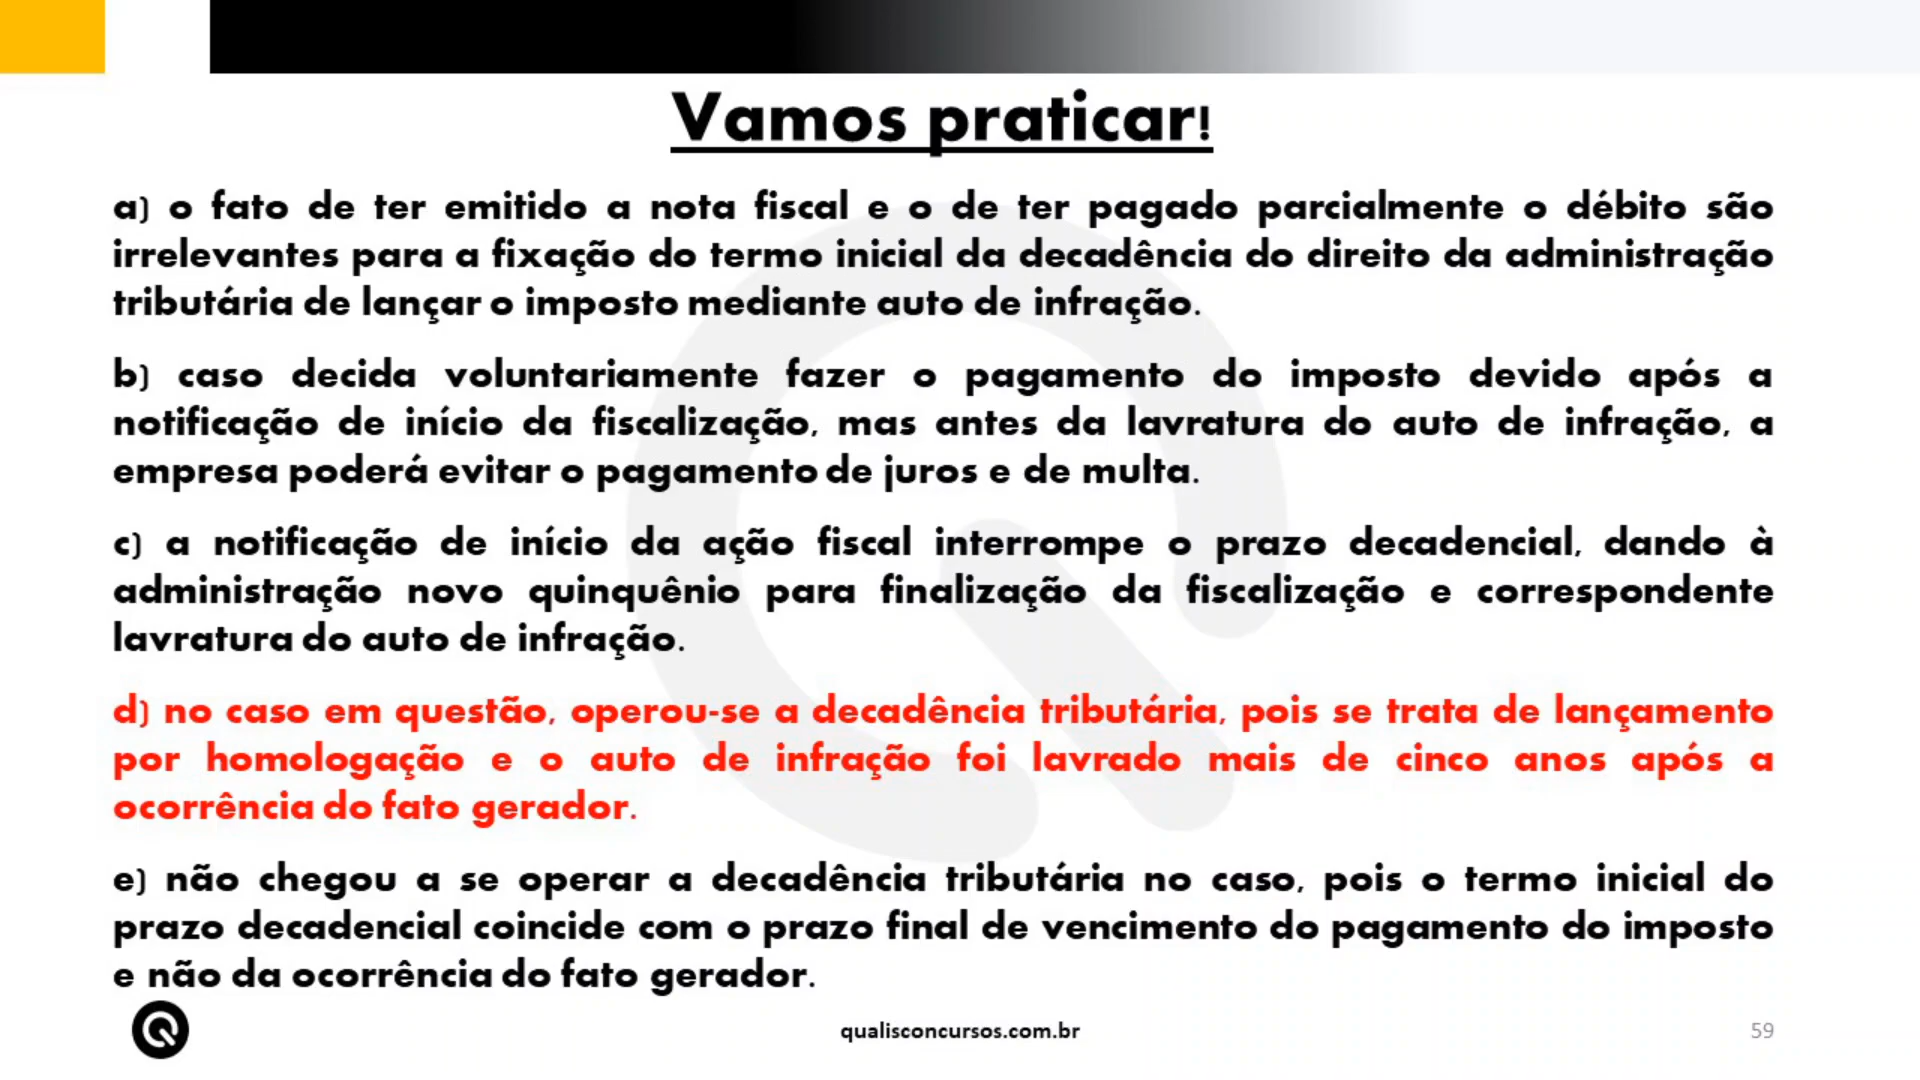 Vamos praticar!
a) o fato de ter emitido a nota fiscal e o de ter pagado parcialmente o débito são
irrelevantes para a fixação do termo inicial da decadência do direito da administração
tributária de lançar o imposto mediante auto de infração.
b) caso decida voluntariamente fazer o pagamento do imposto devido após a
notificação de início da fiscalização, mas antes da lavratura do auto de infração, a
empresa poderá evitar o pagamento de juros e de multa.
c) a notificação de início da ação fiscal interrompe o prazo decadencial, dando à
administração novo quinquênio para finalização da fiscalização e correspondente
lavratura do auto de infração.
d) no caso em questão, operou-se a decadência tributária, pois se trata de lançamento
por homologação e o auto de infração foi lavrado mais de cinco anos após a
ocorrência do fato gerador.
e) não chegou a se operar a decadência tributária no caso, pois o termo inicial do
prazo decadencial coincide com o prazo final de vencimento do pagamento do imposto
e não da ocorrência do fato gerador.
qualisconcursos.com.br
59